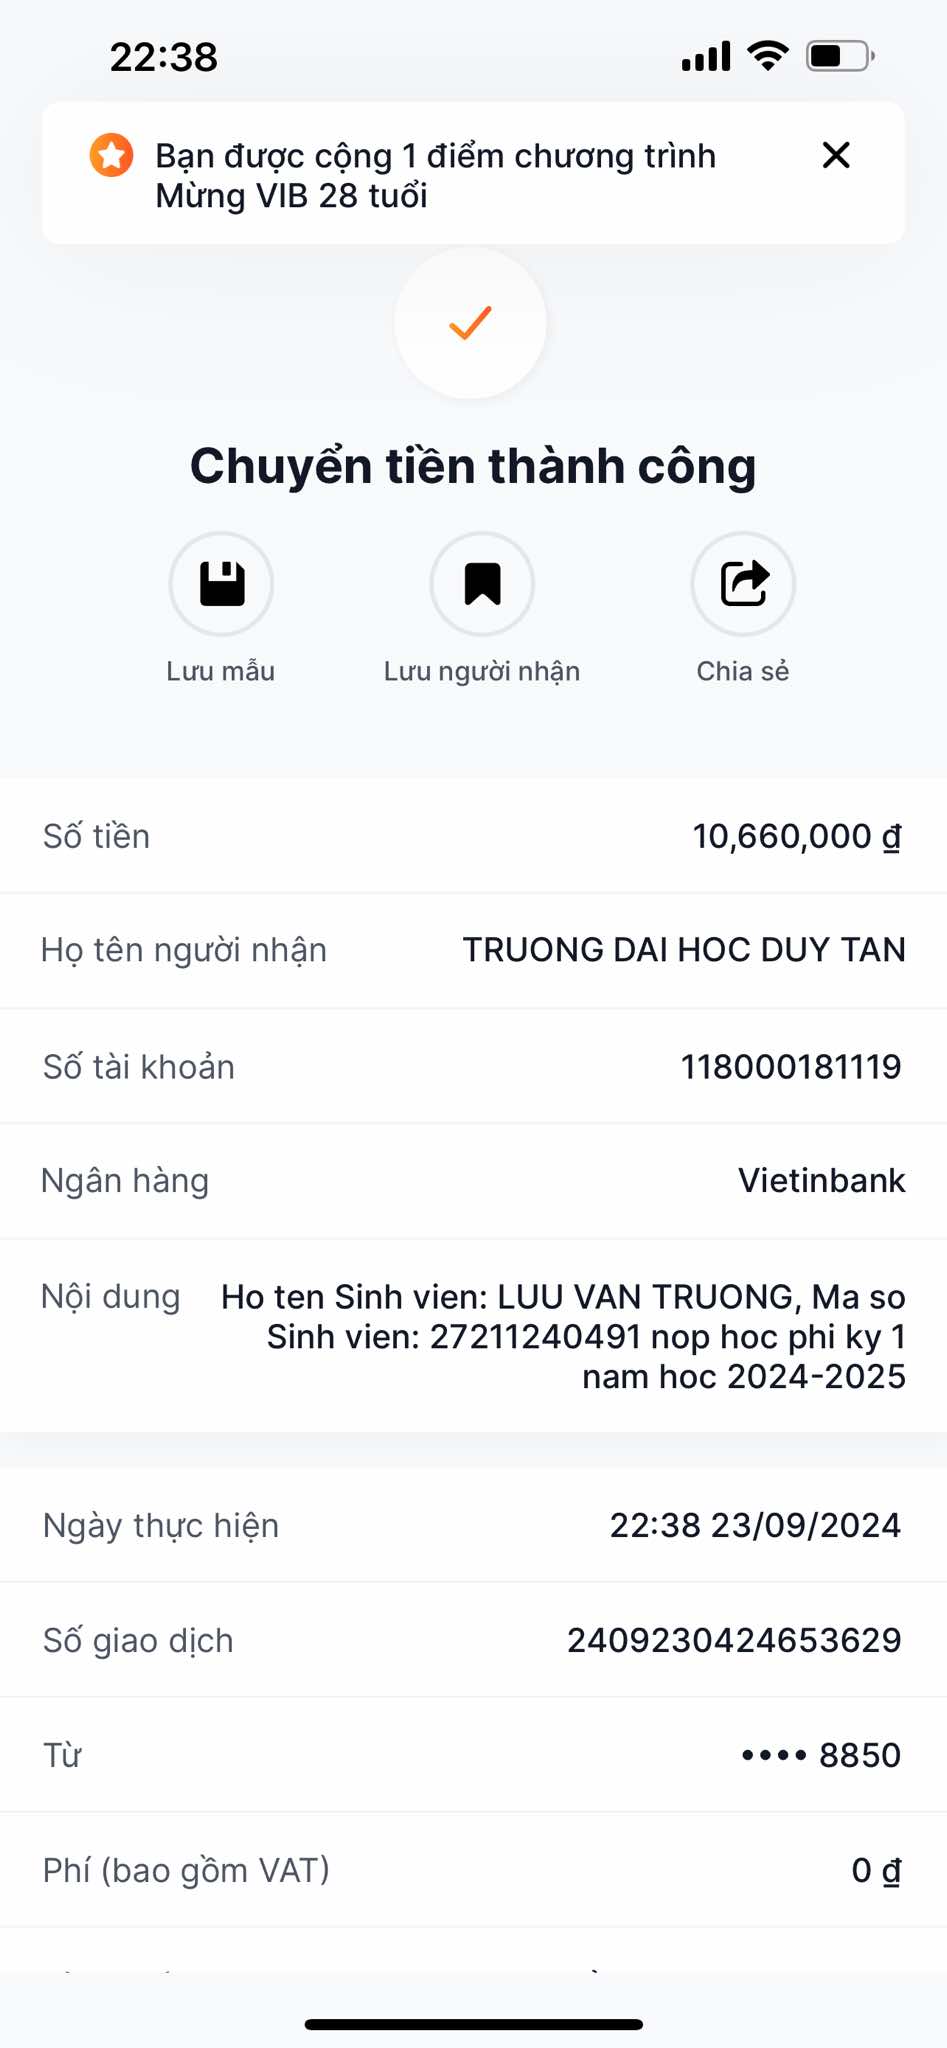 22:38
Bạn được cộng 1 điểm chương trình
Mừng VIB 28 tuổi
Chuyển tiền thành công
Lưu mẫu
Lưu người nhận
Chia sẻ
Số tiền 10,660,000 ₫
Họ tên người nhận TRUONG DAI HOC DUY TAN
Số tài khoản 118000181119
Ngân hàng Vietinbank
Nội dung Ho ten Sinh vien: LUU VAN TRUONG, Ma so
Sinh vien: 27211240491 nop hoc phi ky 1
nam hoc 2024-2025
Ngày thực hiện 22:38 23/09/2024
Số giao dịch 2409230424653629
Từ •••• 8850
Phí (bao gồm VAT) 0 ₫